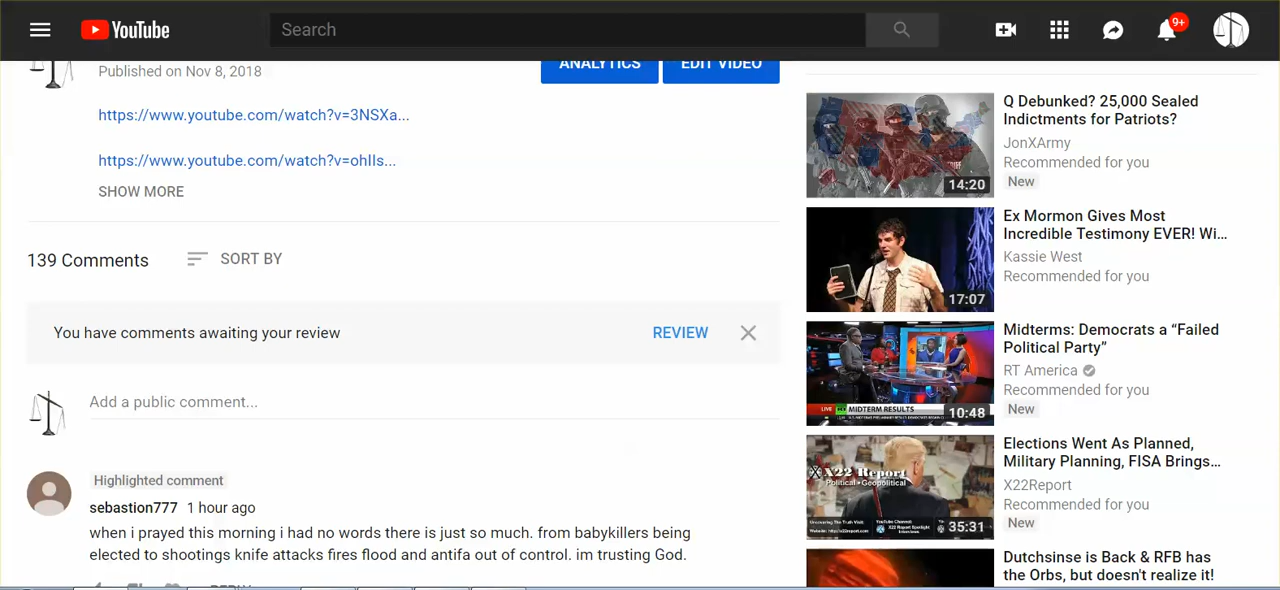 YouTube
Search
9+
Published on Nov 8, 2018
ANALYTICS
EDIT VIDEO
https://www.youtube.com/watch?v=3NSXa...
https://www.youtube.com/watch?v=ohlls...
SHOW MORE
139 Comments
SORT BY
You have comments awaiting your review
REVIEW
Add a public comment...
Highlighted comment
sebastion777 1 hour ago
when i prayed this morning i had no words there is just so much. from babykillers being
elected to shootings knife attacks fires flood and antifa out of control. im trusting God.
REPLY
14:20
Q Debunked? 25,000 Sealed
Indictments for Patriots?
JonXArmy
Recommended for you
New
17:07
Ex Mormon Gives Most
Incredible Testimony EVER! Wi...
Kassie West
Recommended for you
LIVE
MIDTERM RESULTS
10:48
Midterms: Democrats a “Failed
Political Party”
RT America
Recommended for you
New
X22 Report
Political • Geopolitical
35:31
Elections Went As Planned,
Military Planning, FISA Brings...
X22Report
Recommended for you
New
Dutchsinse is Back & RFB has
the Orbs, but doesn't realize it!